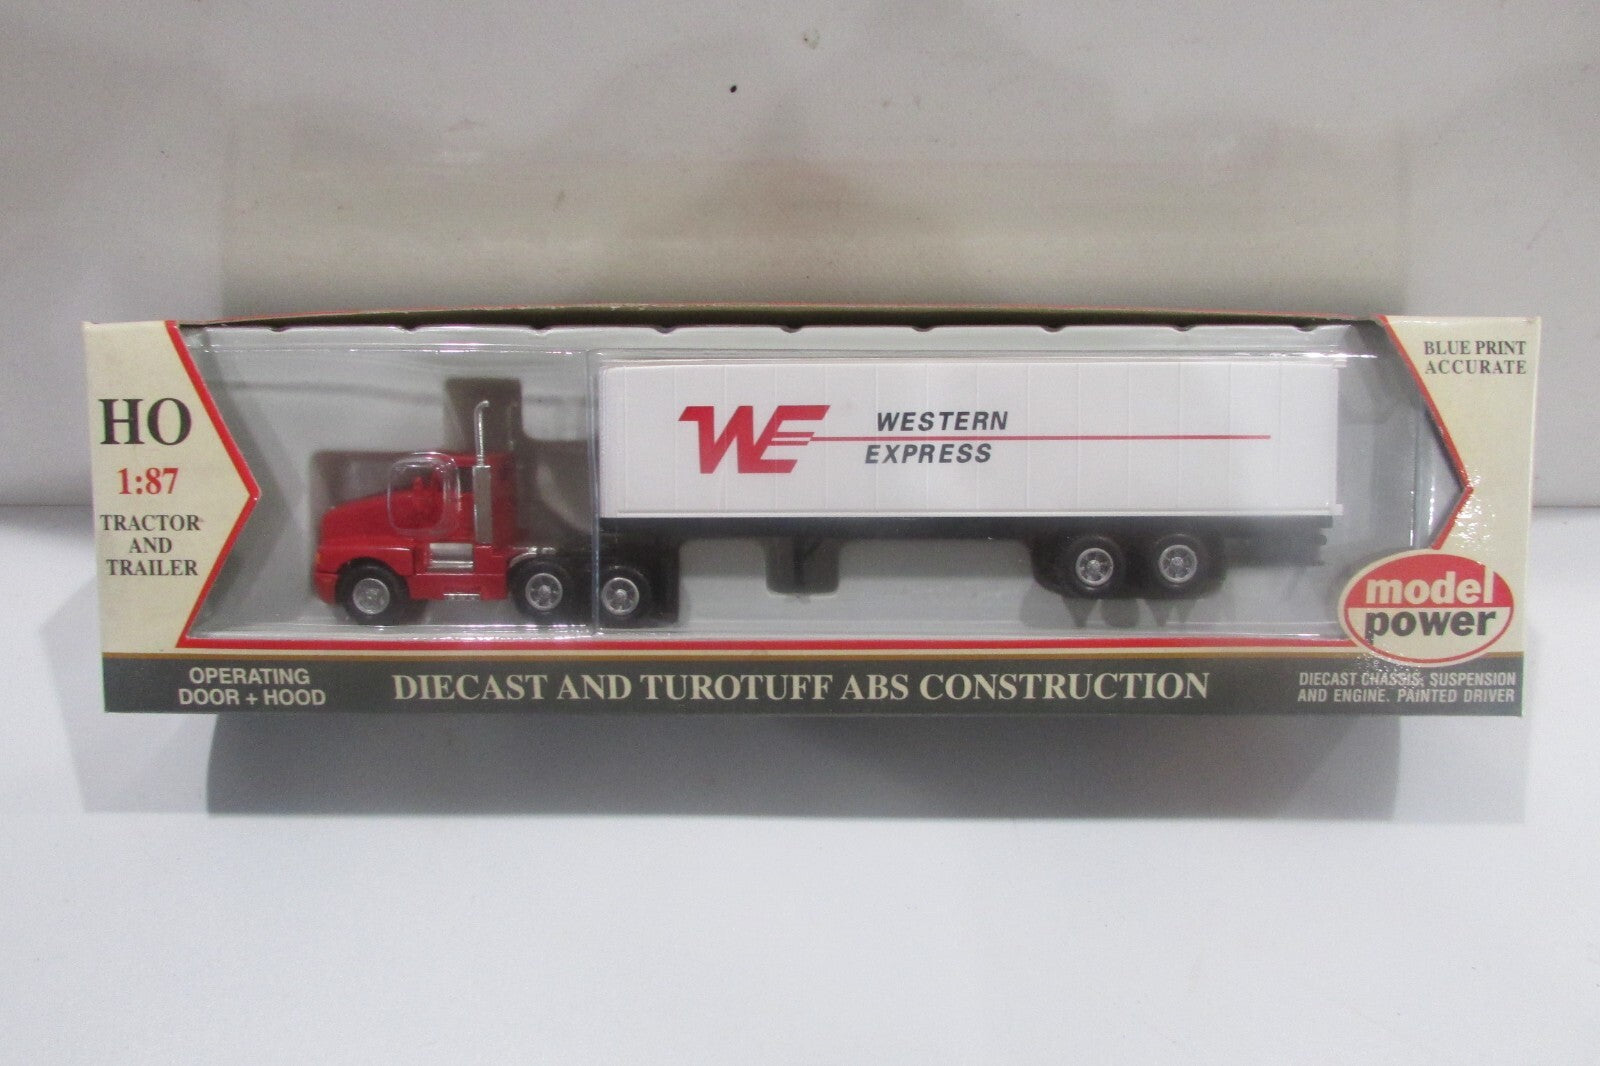 HO
1:87
TRACTOR
AND
TRAILER
WE
WESTERN
EXPRESS
BLUE PRINT
ACCURATE
model
power
OPERATING
DOOR + HOOD
DIECAST AND TUROTUFF ABS CONSTRUCTION
DIECAST CHASSIS, SUSPENSION
AND ENGINE. PAINTED DRIVER